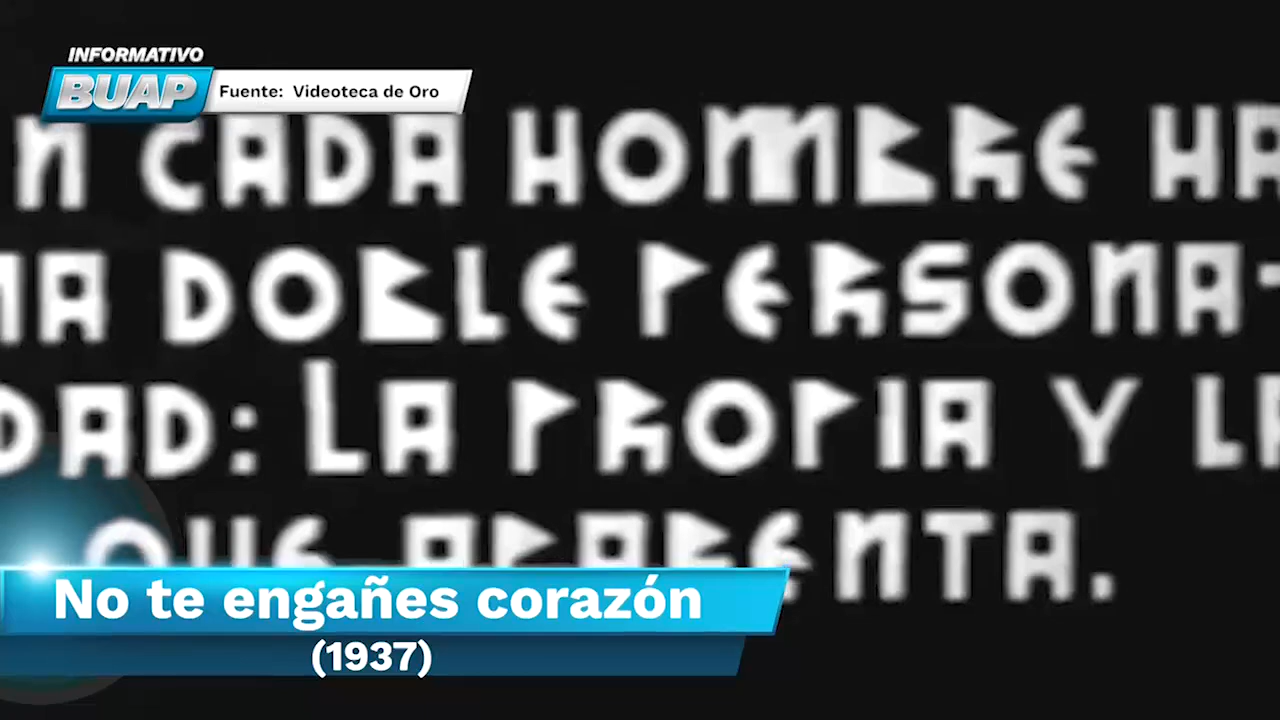 INFORMATIVO
BUAP
Fuente: Videoteca de Oro
N CADA HOMBRE HA
NA DOBLE PERSONA-
DAD: LA PROPIA Y LA
QUE APARENTA.
No te engañes corazón
(1937)